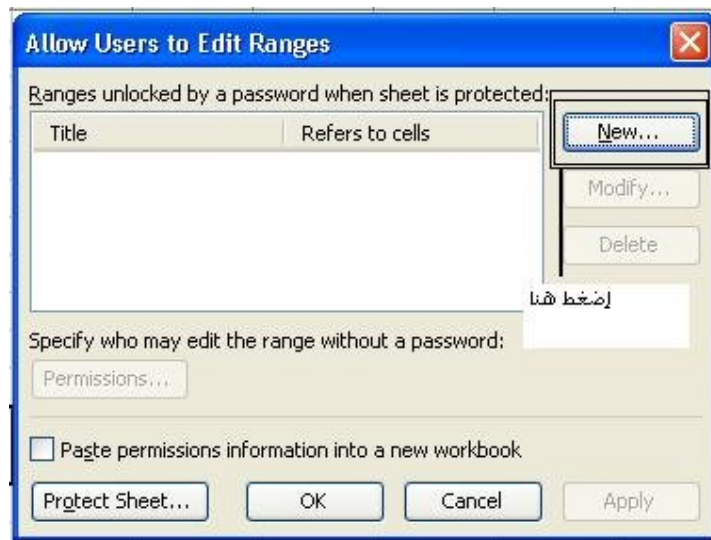 Allow Users to Edit Ranges
Ranges unlocked by a password when sheet is protected:
Title Refers to cells
New...
Modify...
Delete
إضغط هنا
Specify who may edit the range without a password:
Permissions...
Paste permissions information into a new workbook
Protect Sheet... OK Cancel Apply